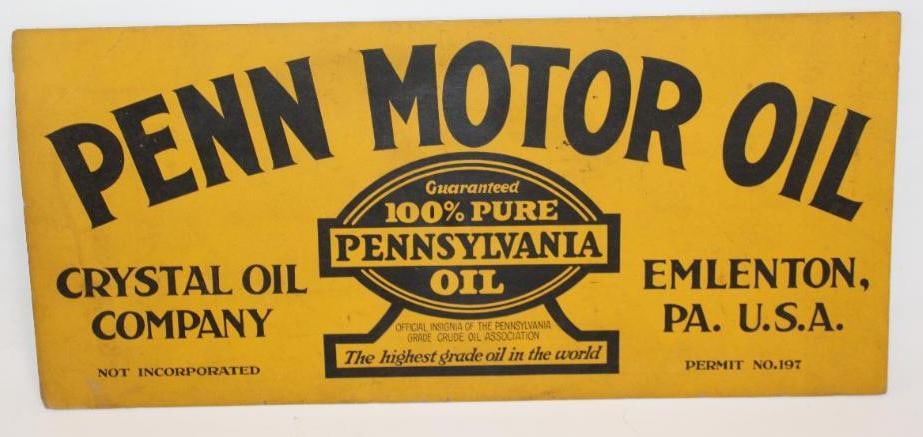 PENN MOTOR OIL
Guaranteed
100% PURE
PENNSYLVANIA
OIL
OFFICIAL INSIGNIA OF THE PENNSYLVANIA
GRADE CRUDE OIL ASSOCIATION
The highest grade oil in the world
CRYSTAL OIL
COMPANY
NOT INCORPORATED
EMLENTON,
PA. U.S.A.
PERMIT NO.197